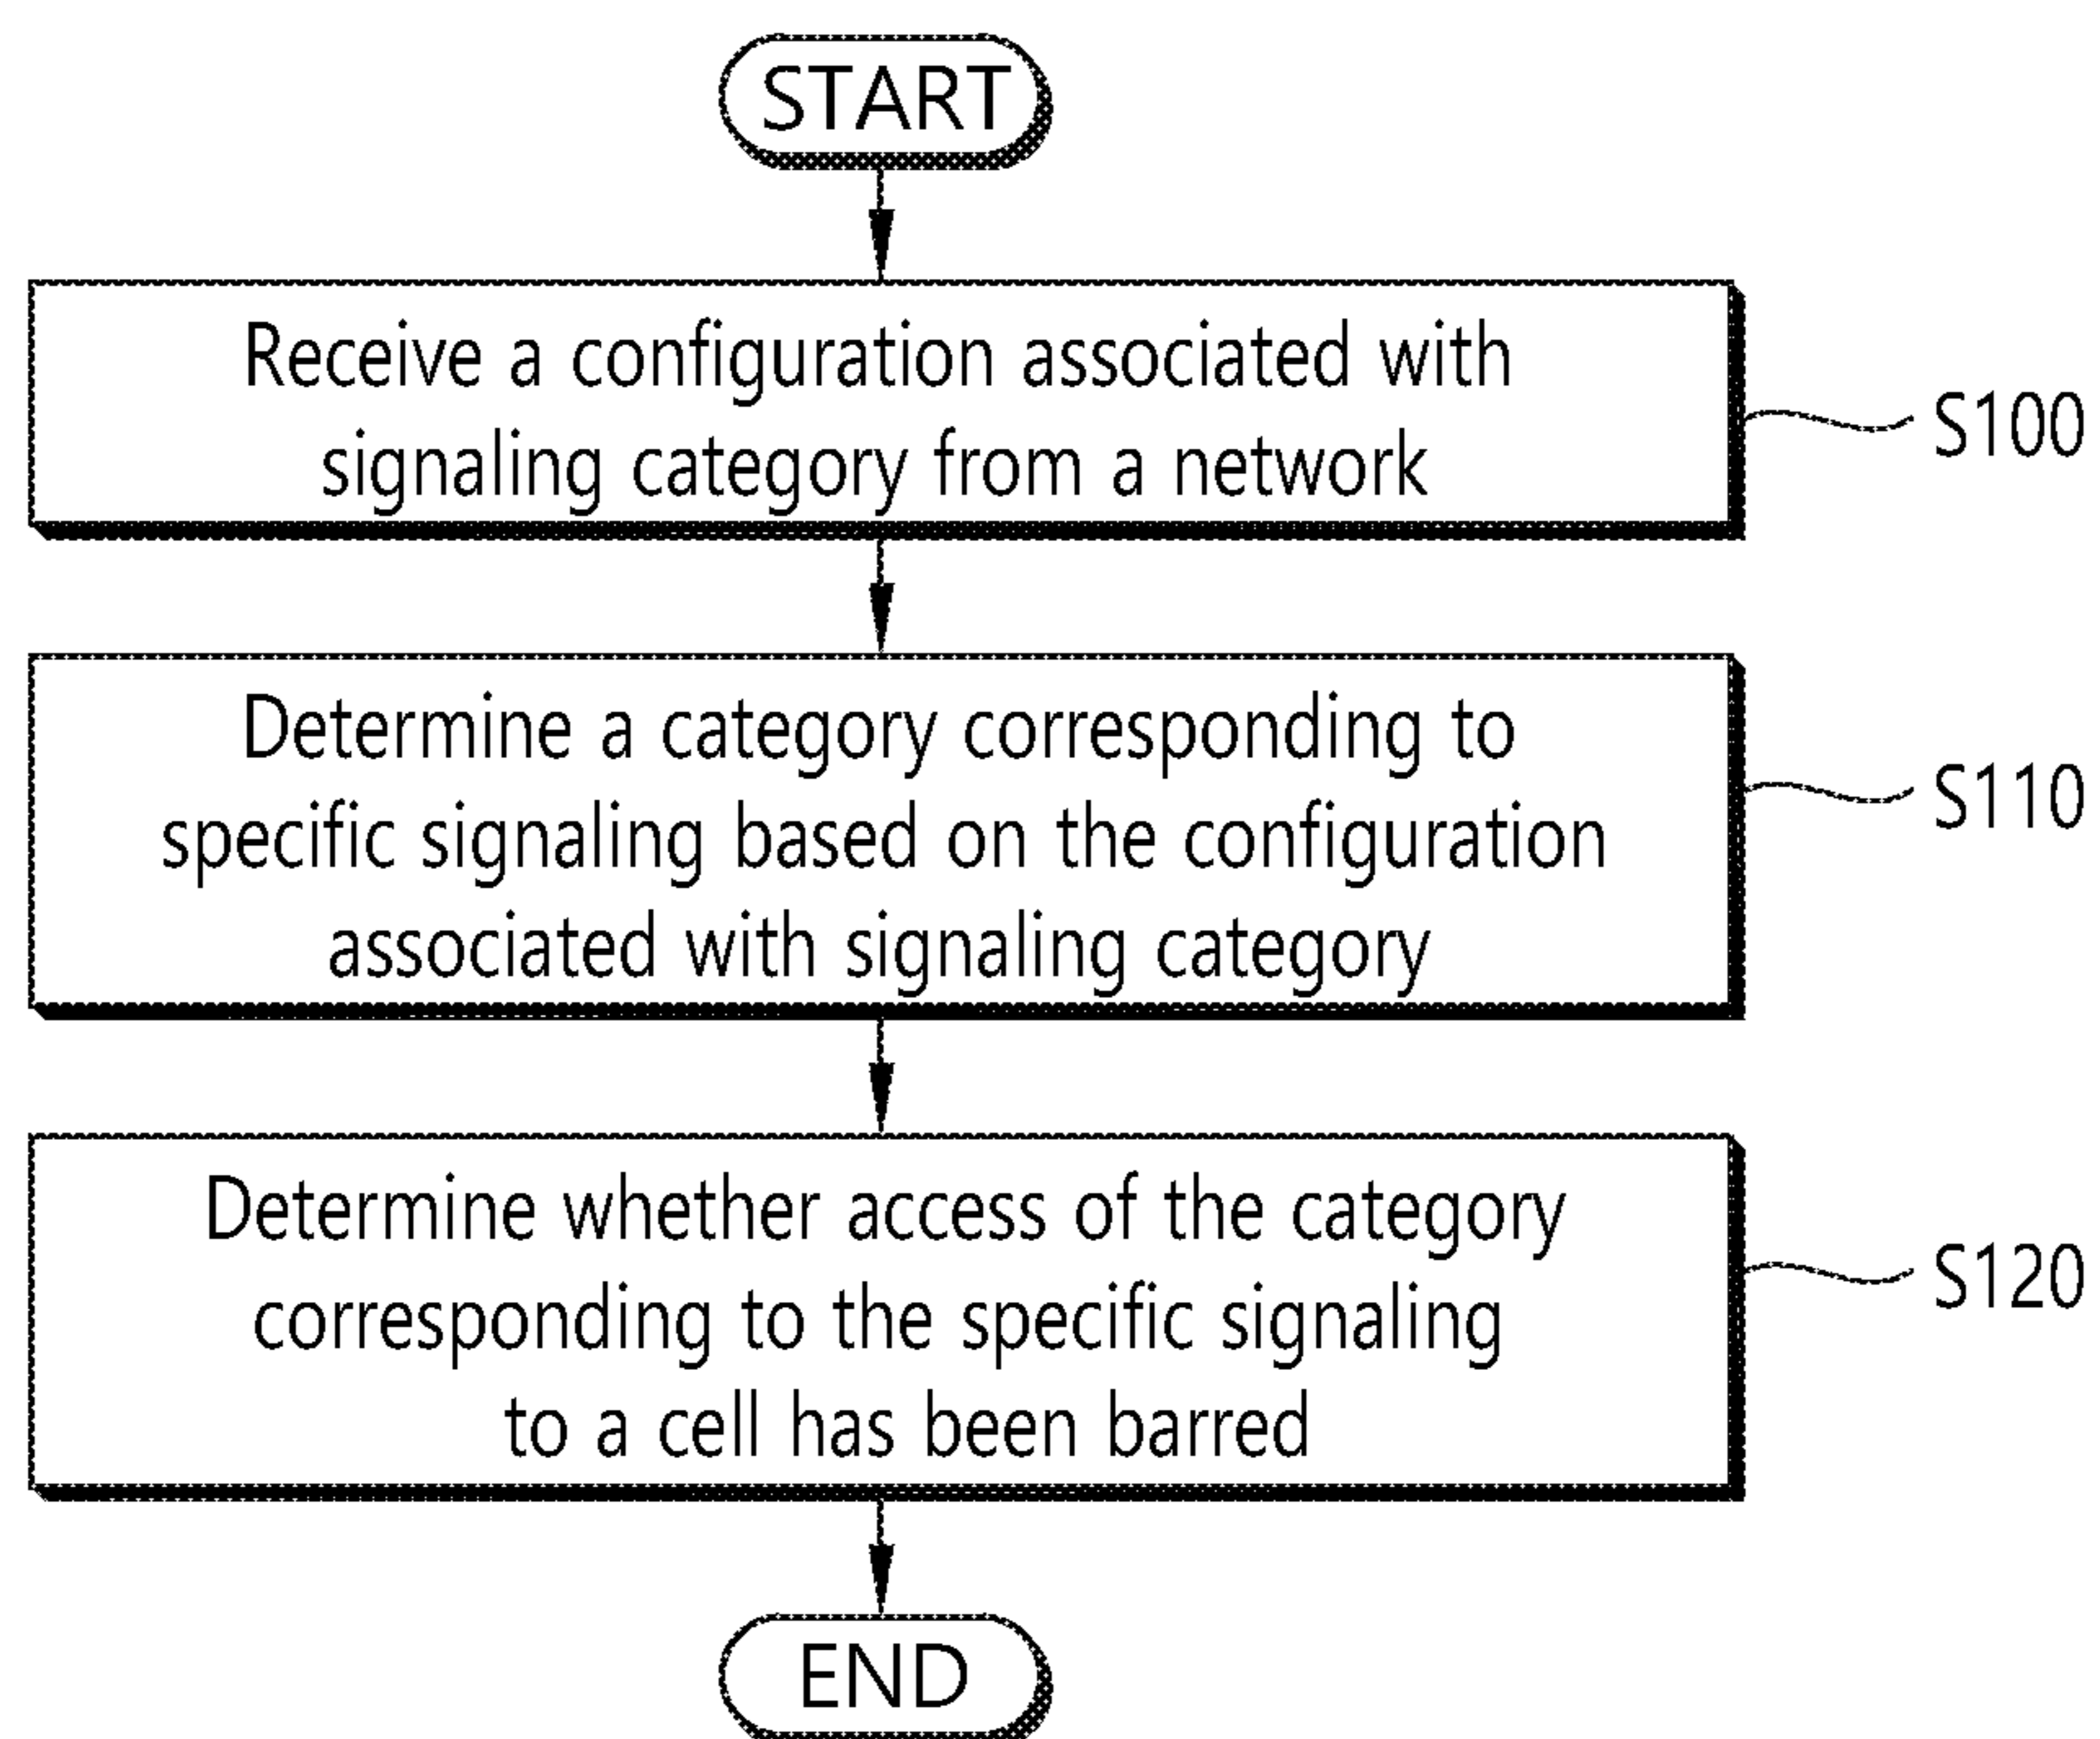 START
Receive a configuration associated with
signaling category from a network
S100
Determine a category corresponding to
specific signaling based on the configuration
associated with signaling category
S110
Determine whether access of the category
corresponding to the specific signaling
to a cell has been barred
S120
END